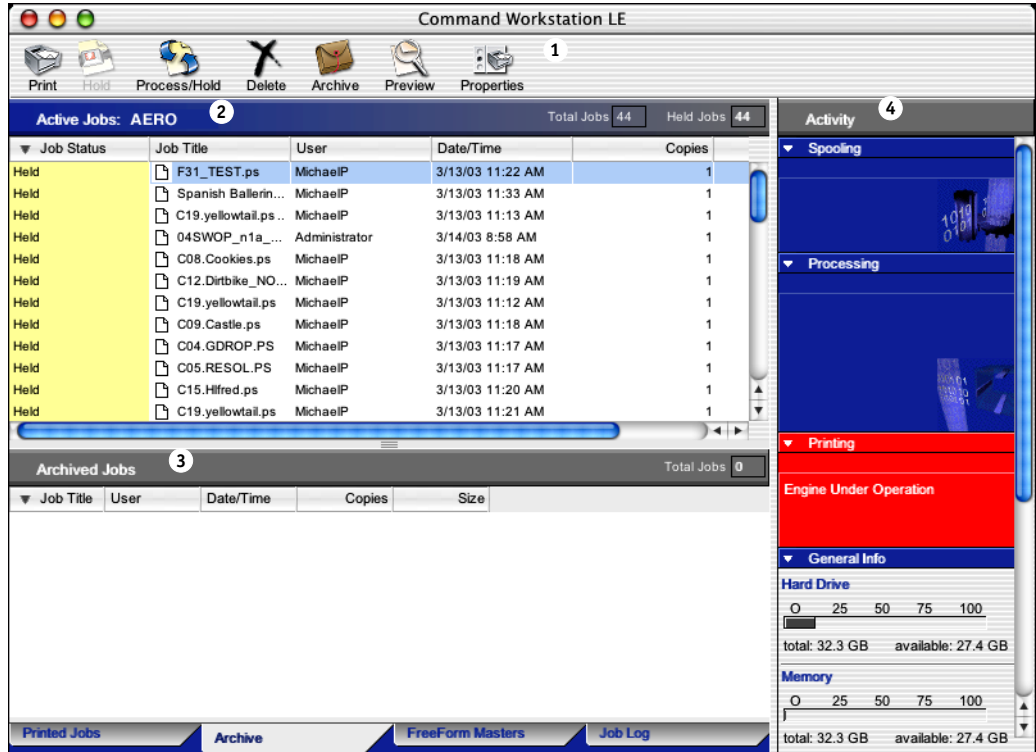 Command Workstation LE
1
Print Hold Process/Hold Delete Archive Preview Properties
Active Jobs: AERO 2 Total Jobs 44 Held Jobs 44
Job Status Job Title User Date/Time Copies
Held F31_TEST.ps MichaelP 3/13/03 11:22 AM 1
Held Spanish Ballerin... MichaelP 3/13/03 11:33 AM 1
Held C19.yellowtail.ps.. MichaelP 3/13/03 11:13 AM 1
Held 04SWOP_n1a_... Administrator 3/14/03 8:58 AM 1
Held C08.Cookies.ps MichaelP 3/13/03 11:18 AM 1
Held C12.Dirtbike_NO... MichaelP 3/13/03 11:19 AM 1
Held C19.yellowtail.ps MichaelP 3/13/03 11:12 AM 1
Held C09.Castle.ps MichaelP 3/13/03 11:18 AM 1
Held C04.GDROP.PS MichaelP 3/13/03 11:17 AM 1
Held C05.RESOL.PS MichaelP 3/13/03 11:17 AM 1
Held C15.Hlfred.ps MichaelP 3/13/03 11:20 AM 1
Held C19.yellowtail.ps MichaelP 3/13/03 11:21 AM 1
Archived Jobs 3 Total Jobs 0
Job Title User Date/Time Copies Size
Printed Jobs Archive FreeForm Masters Job Log
4
Activity
Spooling
1010
0101
Processing
Printing
Engine Under Operation
General Info
Hard Drive
O 25 50 75 100
total: 32.3 GB available: 27.4 GB
Memory
O 25 50 75 100
total: 32.3 GB available: 27.4 GB